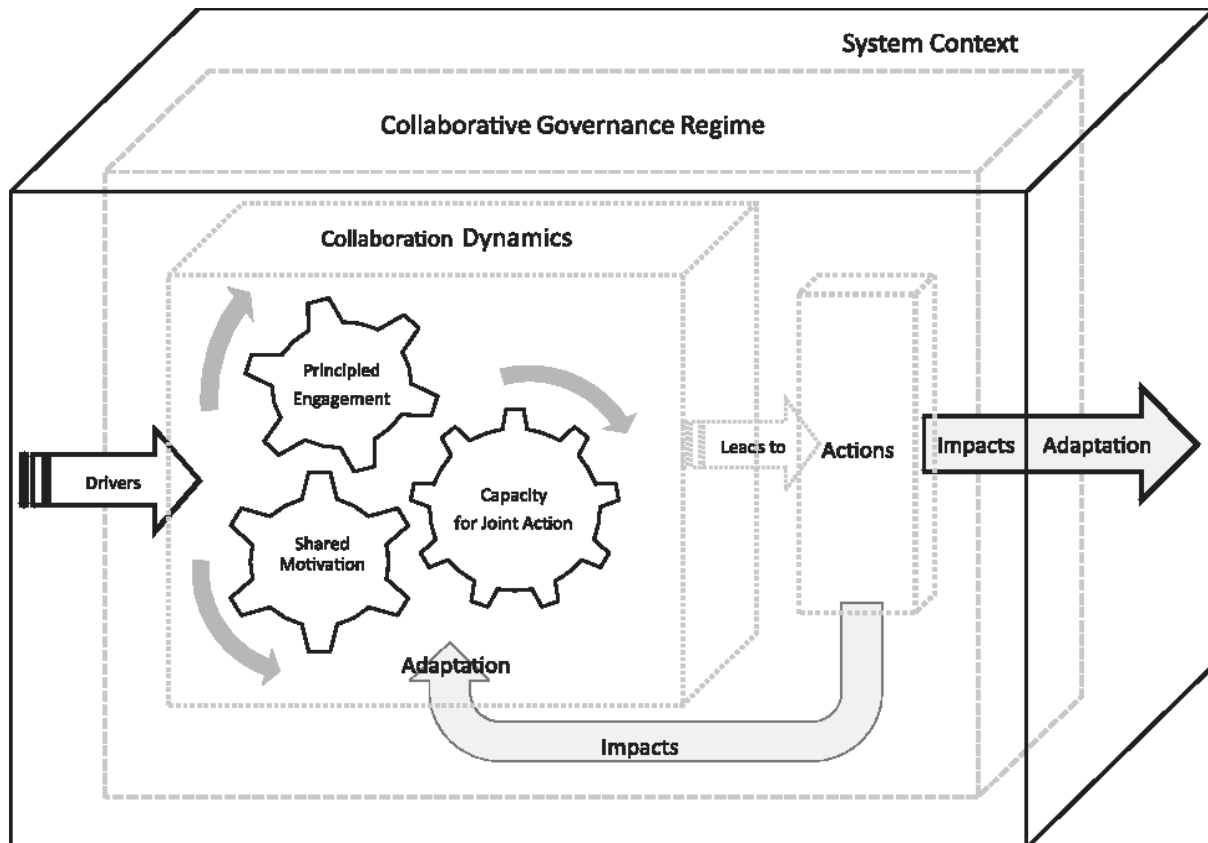 System Context
Collaborative Governance Regime
Collaboration Dynamics
Principled
Engagement
Drivers
Shared
Motivation
Capacity
for Joint Action
Leads to
Actions
Impacts
Adaptation
Adaptation
Impacts